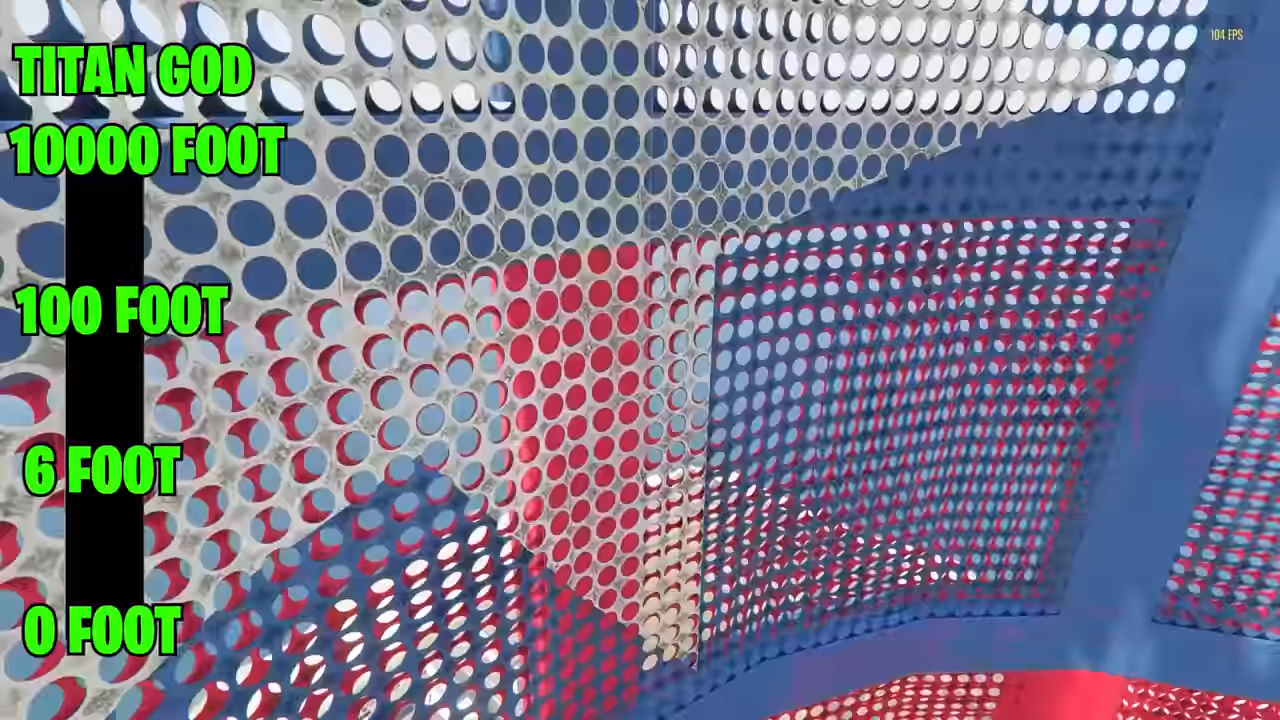 TITAN GOD
104 FPS
10000 FOOT
100 FOOT
6 FOOT
0 FOOT